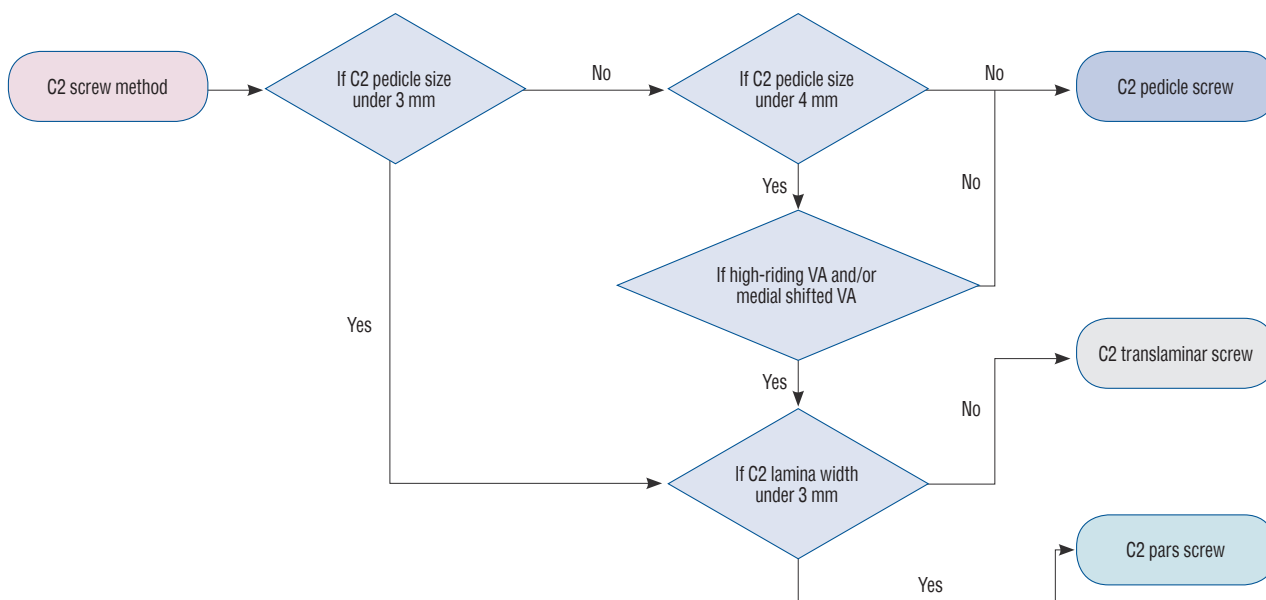 C2 screw method
If C2 pedicle size
under 3 mm
No
If C2 pedicle size
under 4 mm
No
C2 pedicle screw
Yes
No
If high-riding VA and/or
medial shifted VA
Yes
Yes
C2 translaminar screw
No
If C2 lamina width
under 3 mm
C2 pars screw
Yes